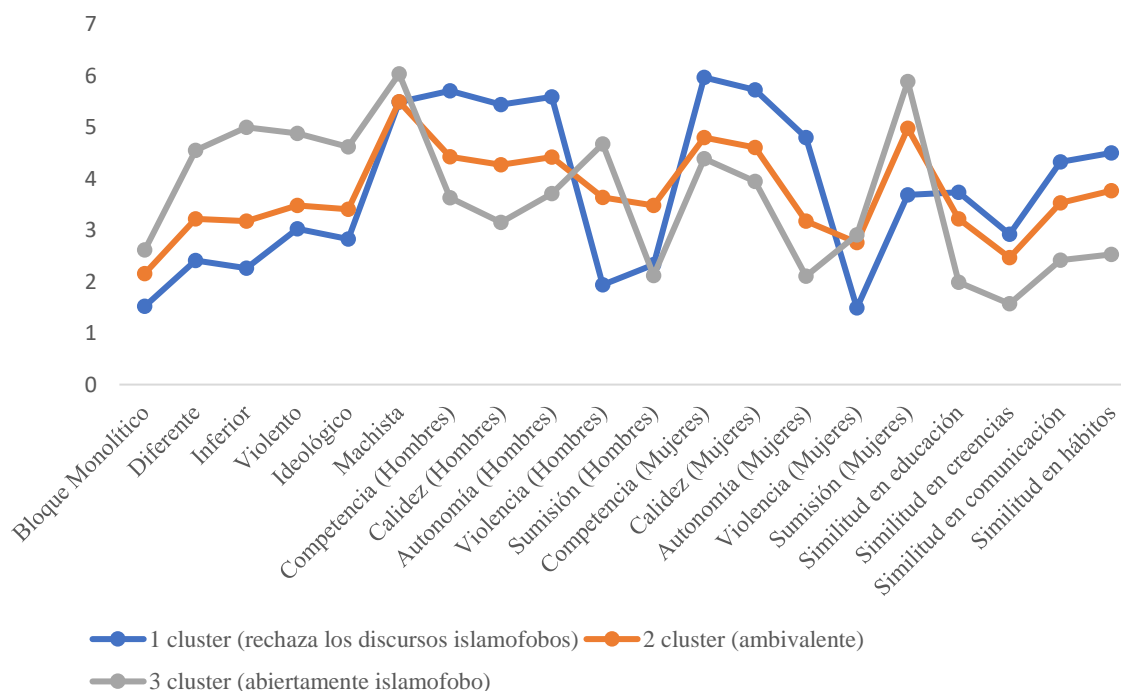 7
6
5
4
3
2
1
0
Bloque Monolítico
Diferente
Inferior
Violento
Ideológico
Machista
Competencia (Hombres)
Calidez (Hombres)
Autonomía (Hombres)
Violencia (Hombres)
Sumisión (Hombres)
Competencia (Mujeres)
Calidez (Mujeres)
Autonomía (Mujeres)
Violencia (Mujeres)
Sumisión (Mujeres)
Similitud en educación
Similitud en creencias
Similitud en comunicación
Similitud en hábitos
1 cluster (rechaza los discursos islamofobos)
2 cluster (ambivalente)
3 cluster (abiertamente islamofobo)